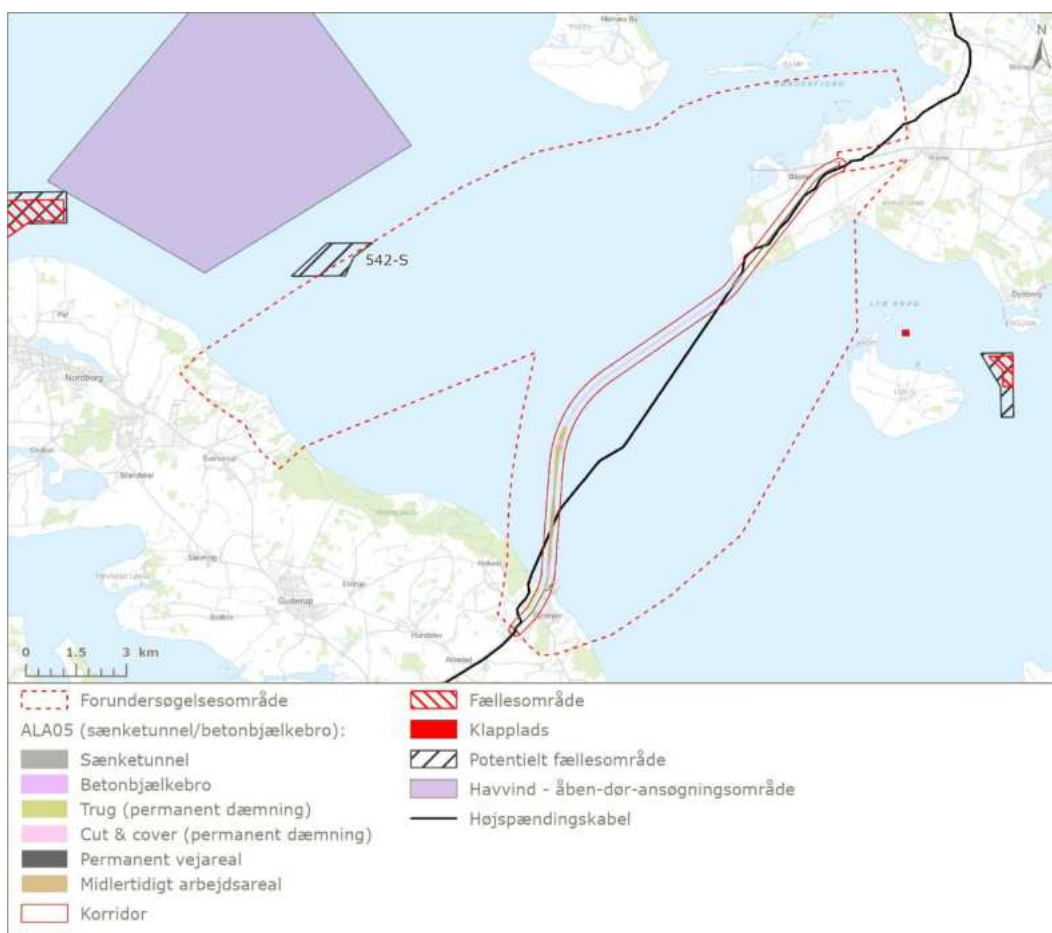 N
542-S
Nordborg
Guderup
0 1.5 3 km
Forundersøgelsesområde
ALA05 (sænketunnel/betonbjælkebro):
Sænketunnel
Betonbjælkebro
Trug (permanent dæmning)
Cut & cover (permanent dæmning)
Permanent vejareal
Midlertidigt arbejdsareal
Korridor
Fællesområde
Klapplads
Potentielt fællesområde
Havvind - åben-dør-ansøgningsområde
Højspændingskabel